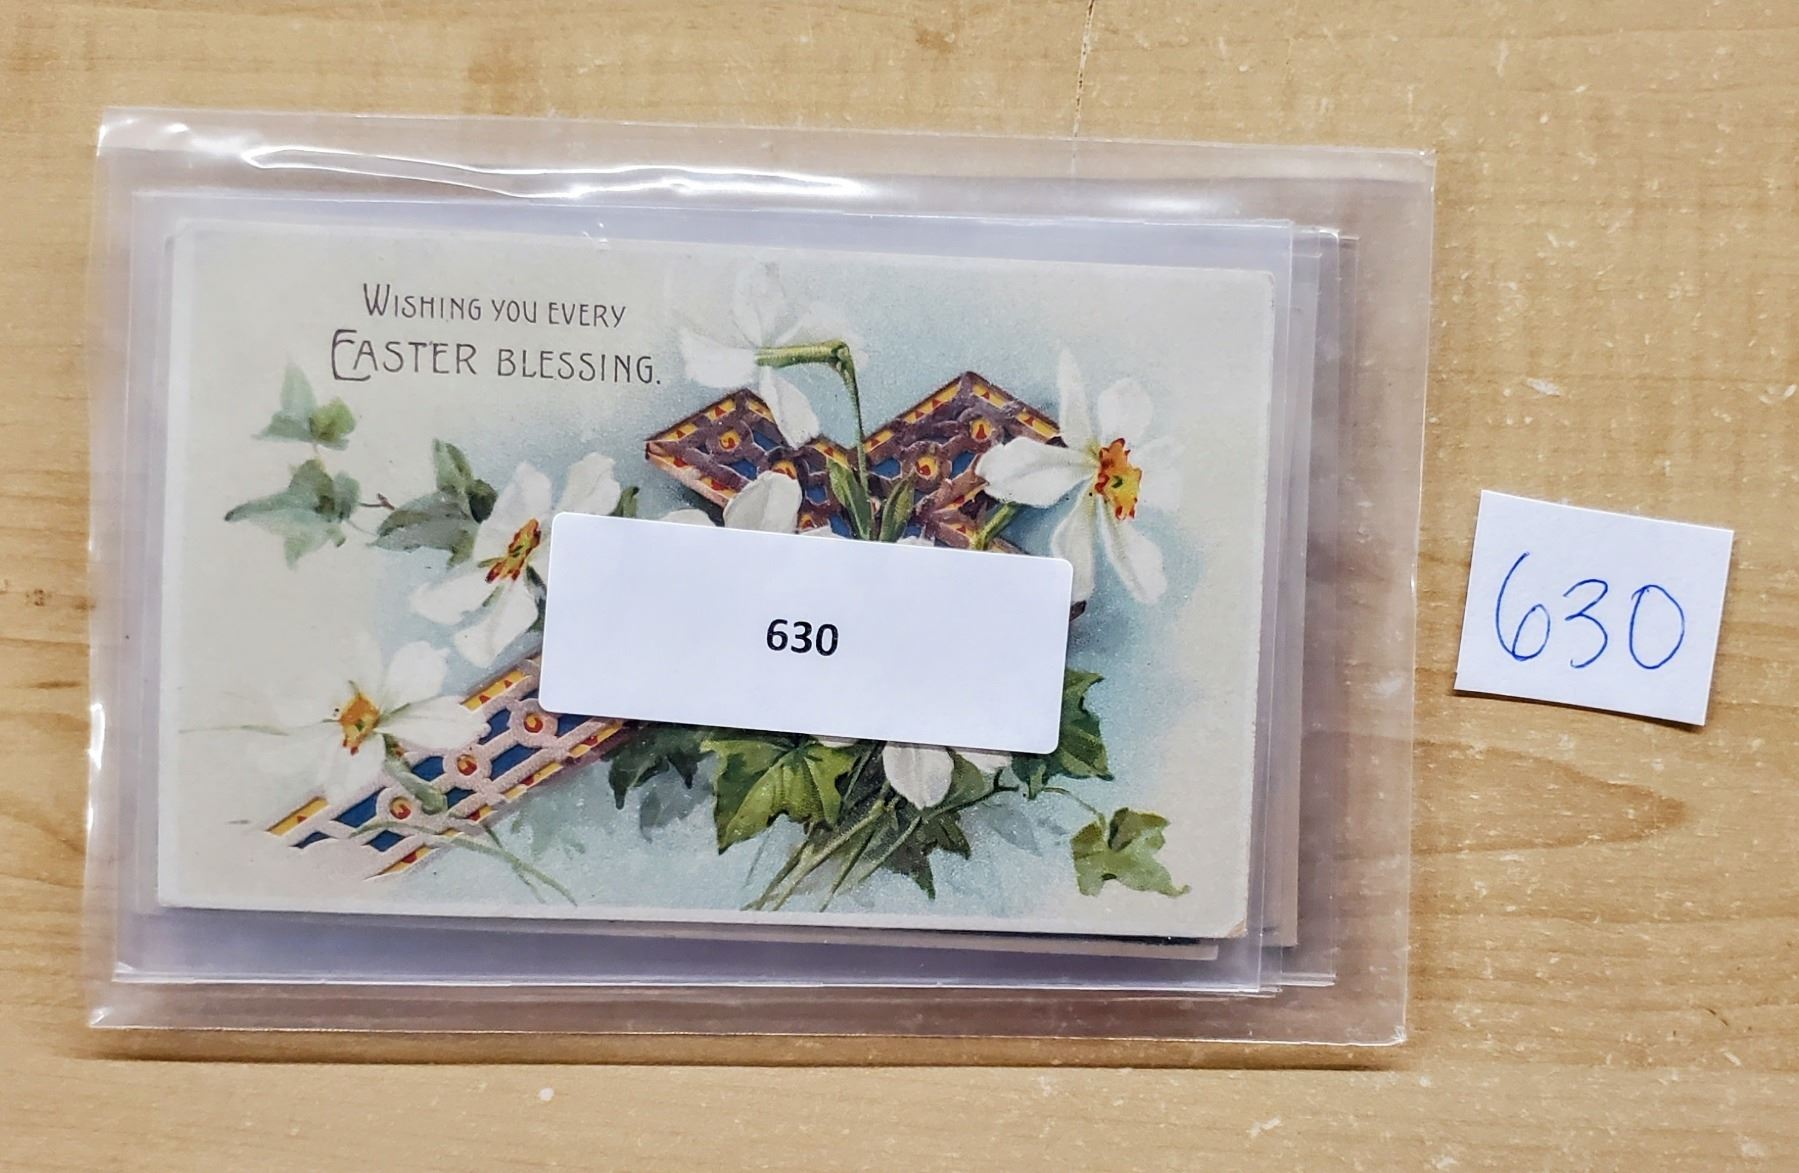 WISHING YOU EVERY
EASTER BLESSING.
630
630